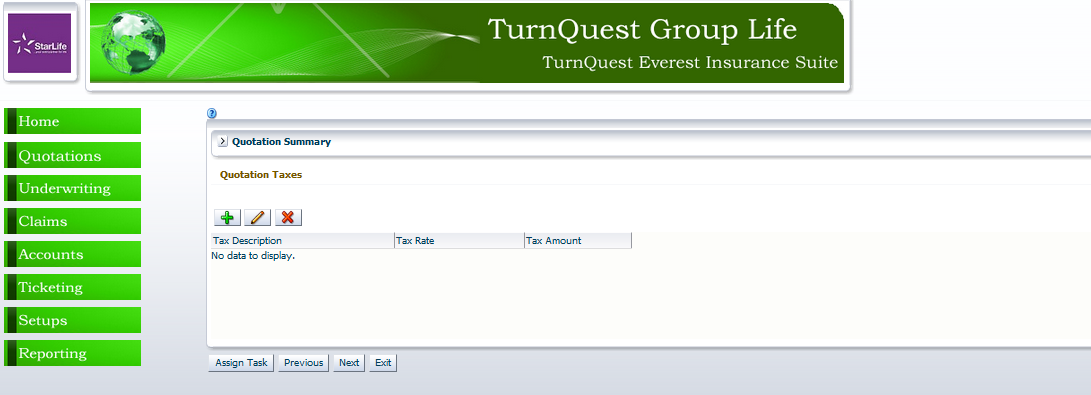 StarLife
TurnQuest Group Life
TurnQuest Everest Insurance Suite
Home
Quotations
Underwriting
Claims
Accounts
Ticketing
Setups
Reporting
?
Quotation Summary
Quotation Taxes
Tax Description Tax Rate Tax Amount
No data to display.
Assign Task Previous Next Exit